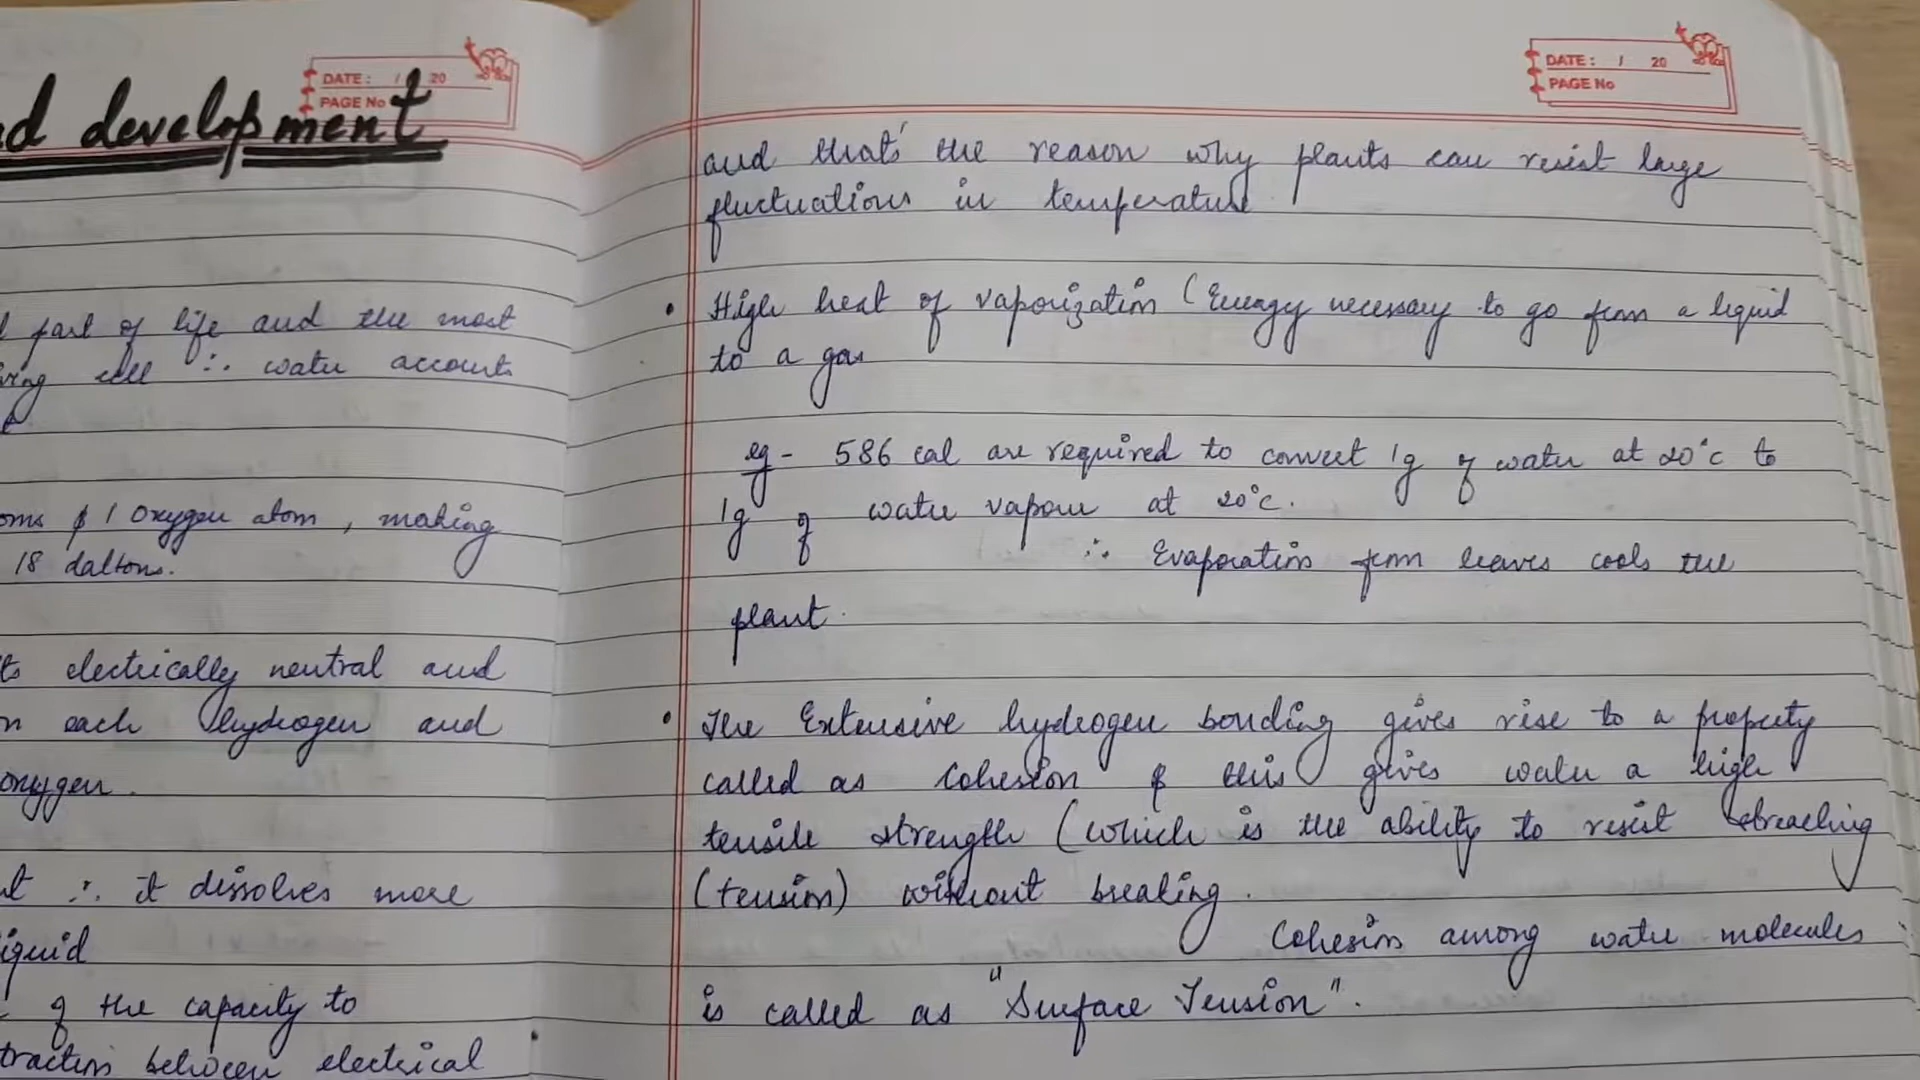 DATE: / 20
PAGE No
d development
part of life and the most
cell ∴ water accounts
oms & 1 Oxygen atom, making
18 daltons.
electrically neutral and
n each hydrogen and
oxygen.
t ∴ it dissolves more
iquid
of the capacity to
traction between electrical
DATE: / 20
PAGE No
and that's the reason why plants can resist large
fluctuations in temperature
• High heat of vaporization (Energy necessary to go from a liquid
to a gas
eg - 586 cal are required to convert 1g of water at 20°C to
1g of water vapour at 20°C.
∴ Evaporation from leaves cools the
plant.
• The Extensive hydrogen bonding gives rise to a property
called as Cohesion & this gives water a high
tensile strength (which is the ability to resist
(tension) without breaking.
Cohesion among water molecules
is called as "Surface Tension".